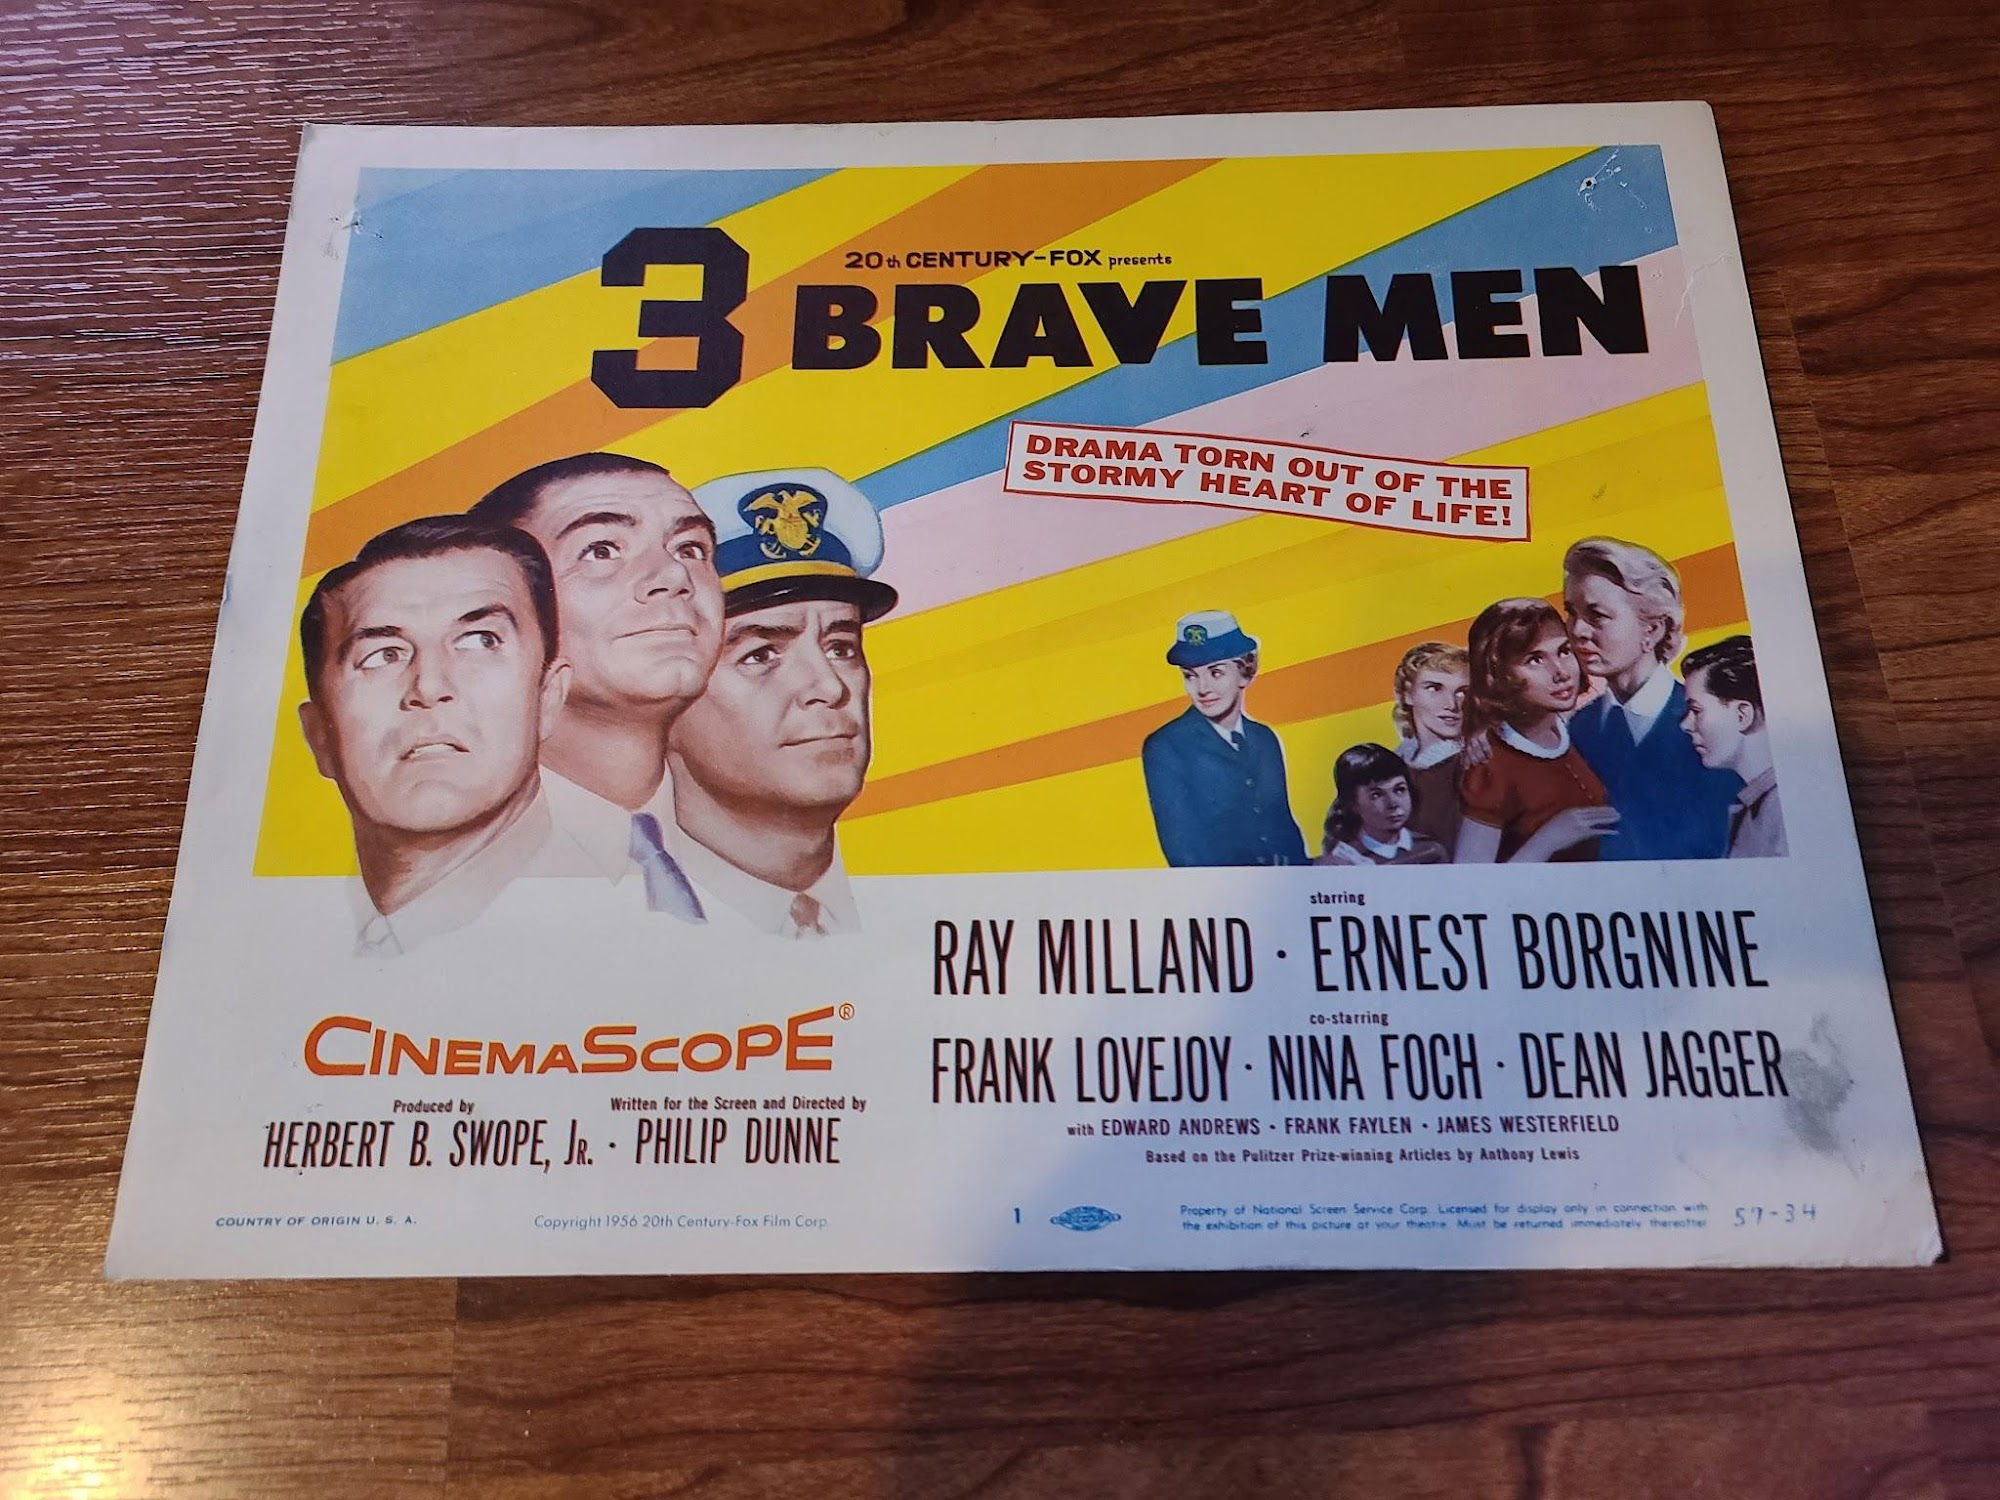 20th CENTURY-FOX presents
3 BRAVE MEN
DRAMA TORN OUT OF THE
STORMY HEART OF LIFE!
starring
RAY MILLAND · ERNEST BORGNINE
co-starring
FRANK LOVEJOY · NINA FOCH · DEAN JAGGER
with EDWARD ANDREWS · FRANK FAYLEN · JAMES WESTERFIELD
Based on the Pulitzer Prize-winning Articles by Anthony Lewis
CINEMASCOPE®
Produced by
HERBERT B. SWOPE, JR. ·
Written for the Screen and Directed by
PHILIP DUNNE
COUNTRY OF ORIGIN U. S. A.
Copyright 1956 20th Century-Fox Film Corp.
1
Property of National Screen Service Corp. Licensed for display only in connection with
the exhibition of this picture at your theatre. Must be returned immediately thereafter
57-34